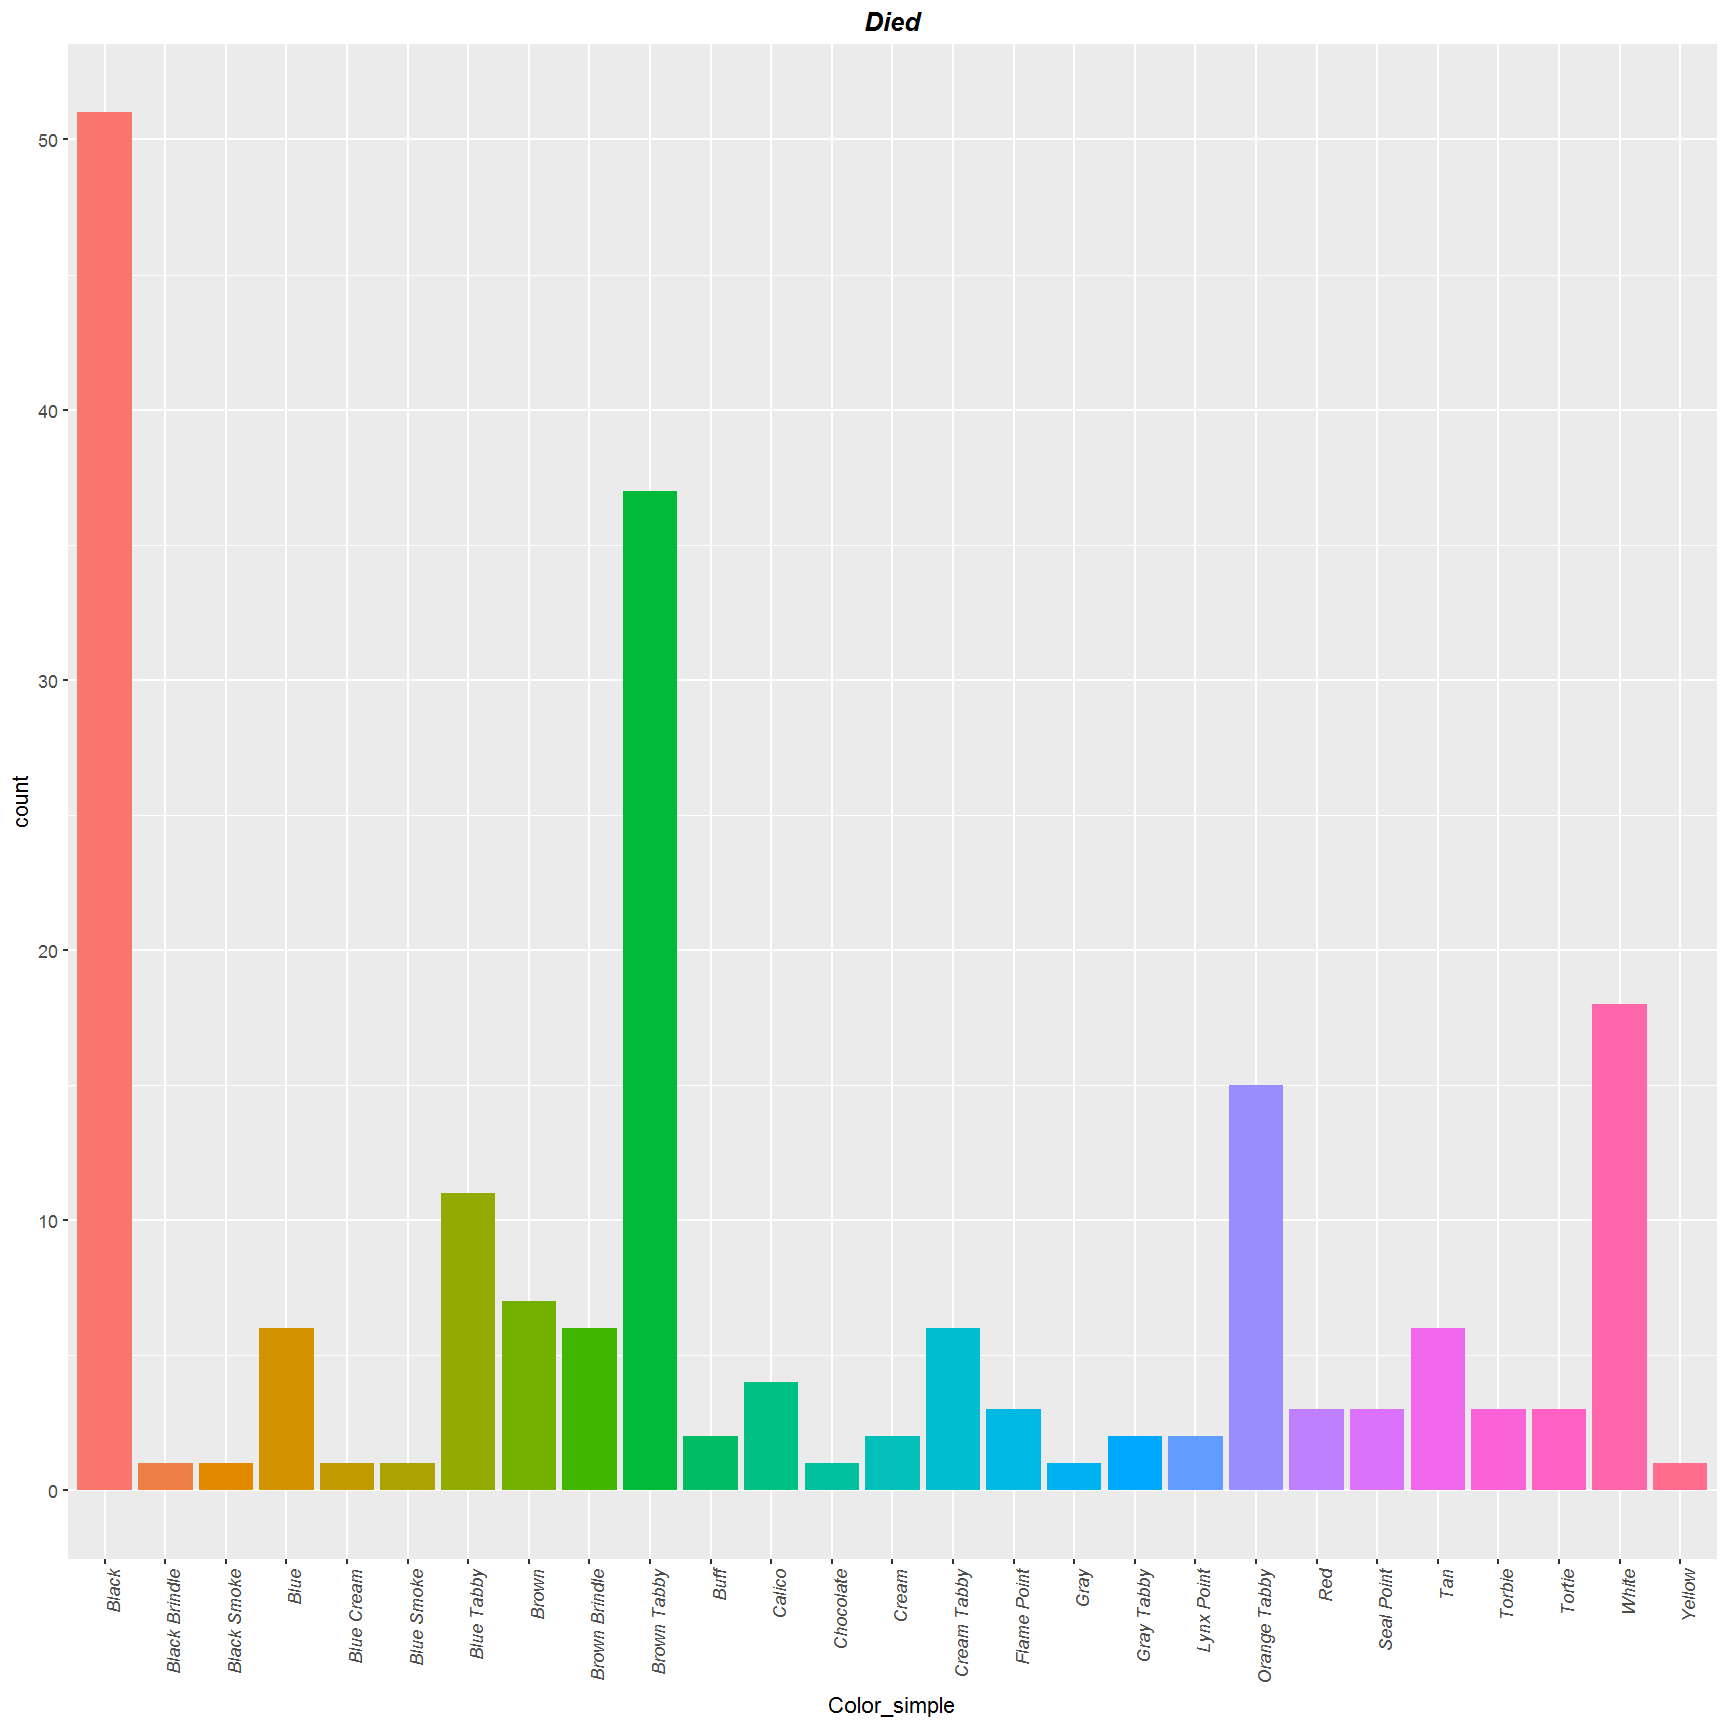 Died
count
50
40
30
20
10
0
Black
Black Brindle
Black Smoke
Blue
Blue Cream
Blue Smoke
Blue Tabby
Brown
Brown Brindle
Brown Tabby
Buff
Calico
Chocolate
Cream
Cream Tabby
Flame Point
Gray
Gray Tabby
Lynx Point
Orange Tabby
Red
Seal Point
Tan
Torbie
Tortie
White
Yellow
Color_simple